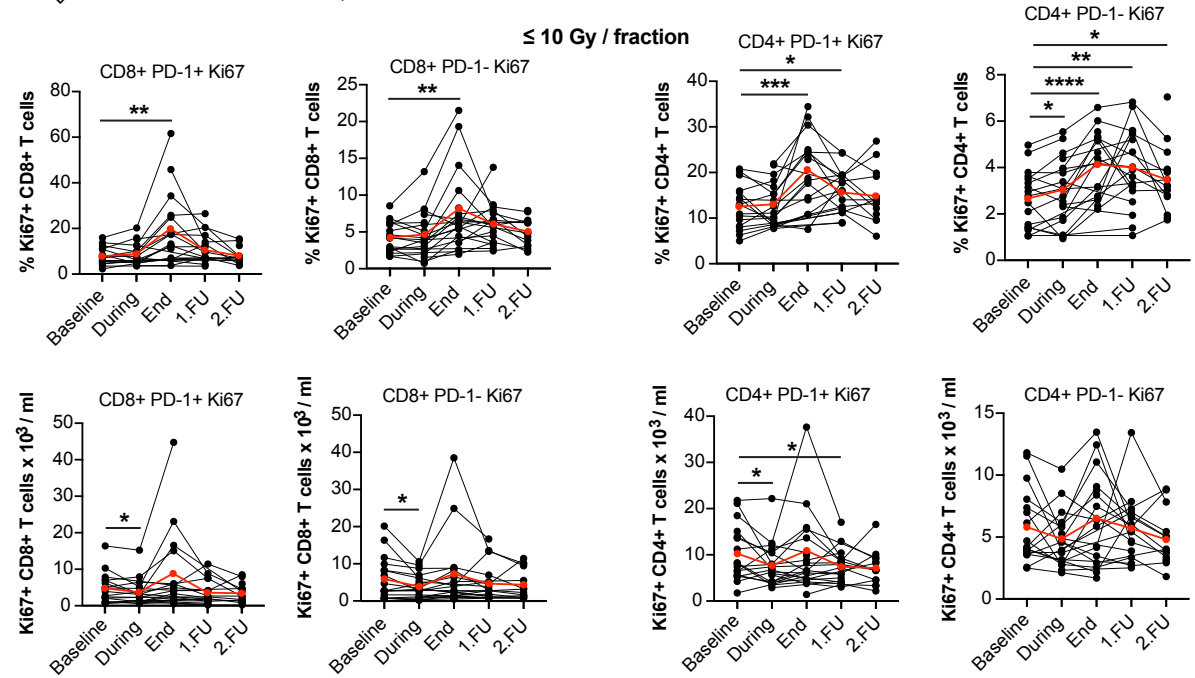 ≤ 10 Gy / fraction
CD8+ PD-1+ Ki67
% Ki67+ CD8+ T cells
80
60
40
20
0
**
Baseline
During
End
1.FU
2.FU
CD8+ PD-1- Ki67
% Ki67+ CD8+ T cells
25
20
15
10
5
0
**
Baseline
During
End
1.FU
2.FU
CD4+ PD-1+ Ki67
% Ki67+ CD4+ T cells
40
30
20
10
0
*
***
Baseline
During
End
1.FU
2.FU
CD4+ PD-1- Ki67
% Ki67+ CD4+ T cells
8
6
4
2
0
*
**
****
*
Baseline
During
End
1.FU
2.FU
CD8+ PD-1+ Ki67
Ki67+ CD8+ T cells x 10³ / ml
50
40
30
20
10
0
*
Baseline
During
End
1.FU
2.FU
CD8+ PD-1- Ki67
Ki67+ CD8+ T cells x 10³ / ml
50
40
30
20
10
0
*
Baseline
During
End
1.FU
2.FU
CD4+ PD-1+ Ki67
Ki67+ CD4+ T cells x 10³ / ml
40
30
20
10
0
*
*
Baseline
During
End
1.FU
2.FU
CD4+ PD-1- Ki67
Ki67+ CD4+ T cells x 10³ / ml
15
10
5
0
Baseline
During
End
1.FU
2.FU